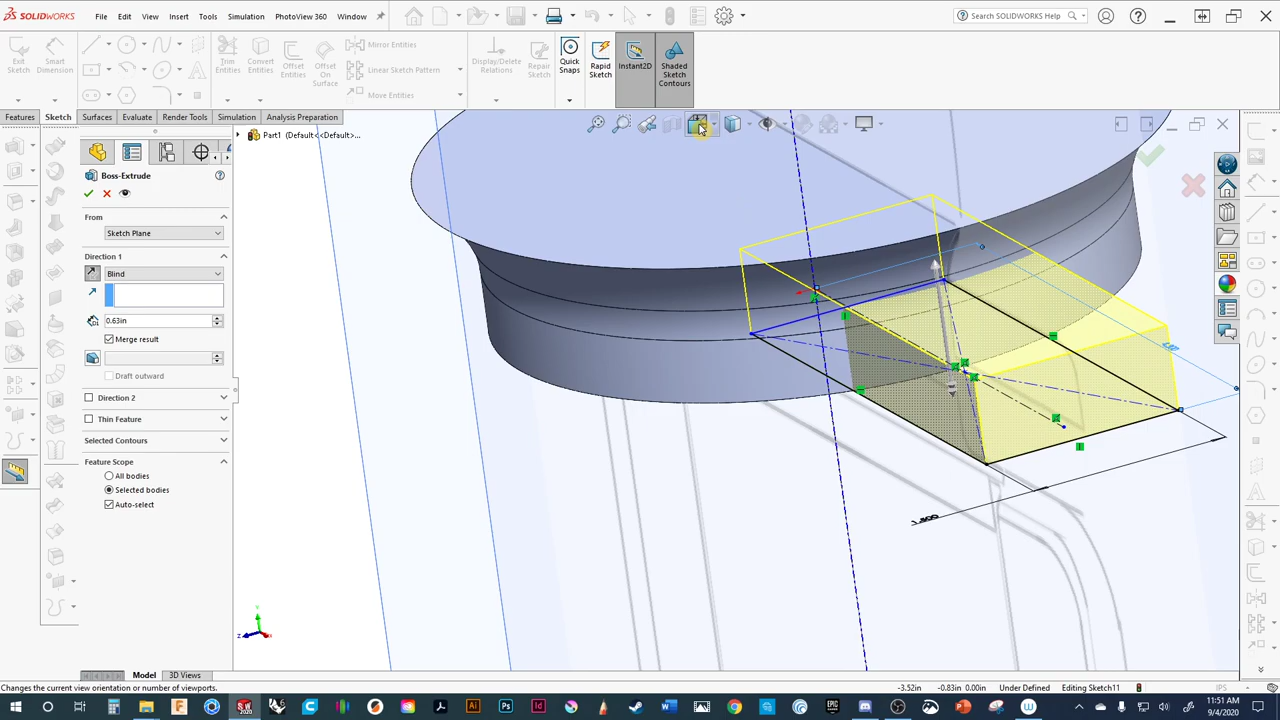 SOLIDWORKS
File Edit View Insert Tools Simulation PhotoView 360 Window
Search SOLIDWORKS Help
Exit Sketch
Smart Dimension
Trim Entities
Convert Entities
Offset Entities
Offset On Surface
Mirror Entities
Linear Sketch Pattern
Move Entities
Display/Delete Relations
Repair Sketch
Quick Snaps
Rapid Sketch
Instant2D
Shaded Sketch Contours
Features Sketch Surfaces Evaluate Render Tools Simulation Analysis Preparation
Part1 (Default<<Default>...
Boss-Extrude
From
Sketch Plane
Direction 1
Blind
0.63in
Merge result
Draft outward
Direction 2
Thin Feature
Selected Contours
Feature Scope
All bodies
Selected bodies
Auto-select
1.500
Y
Z
Model 3D Views
Changes the current view orientation or number of viewports.
-3.52in -0.83in 0.00in Under Defined Editing Sketch11 IPS
11:51 AM
9/4/2020